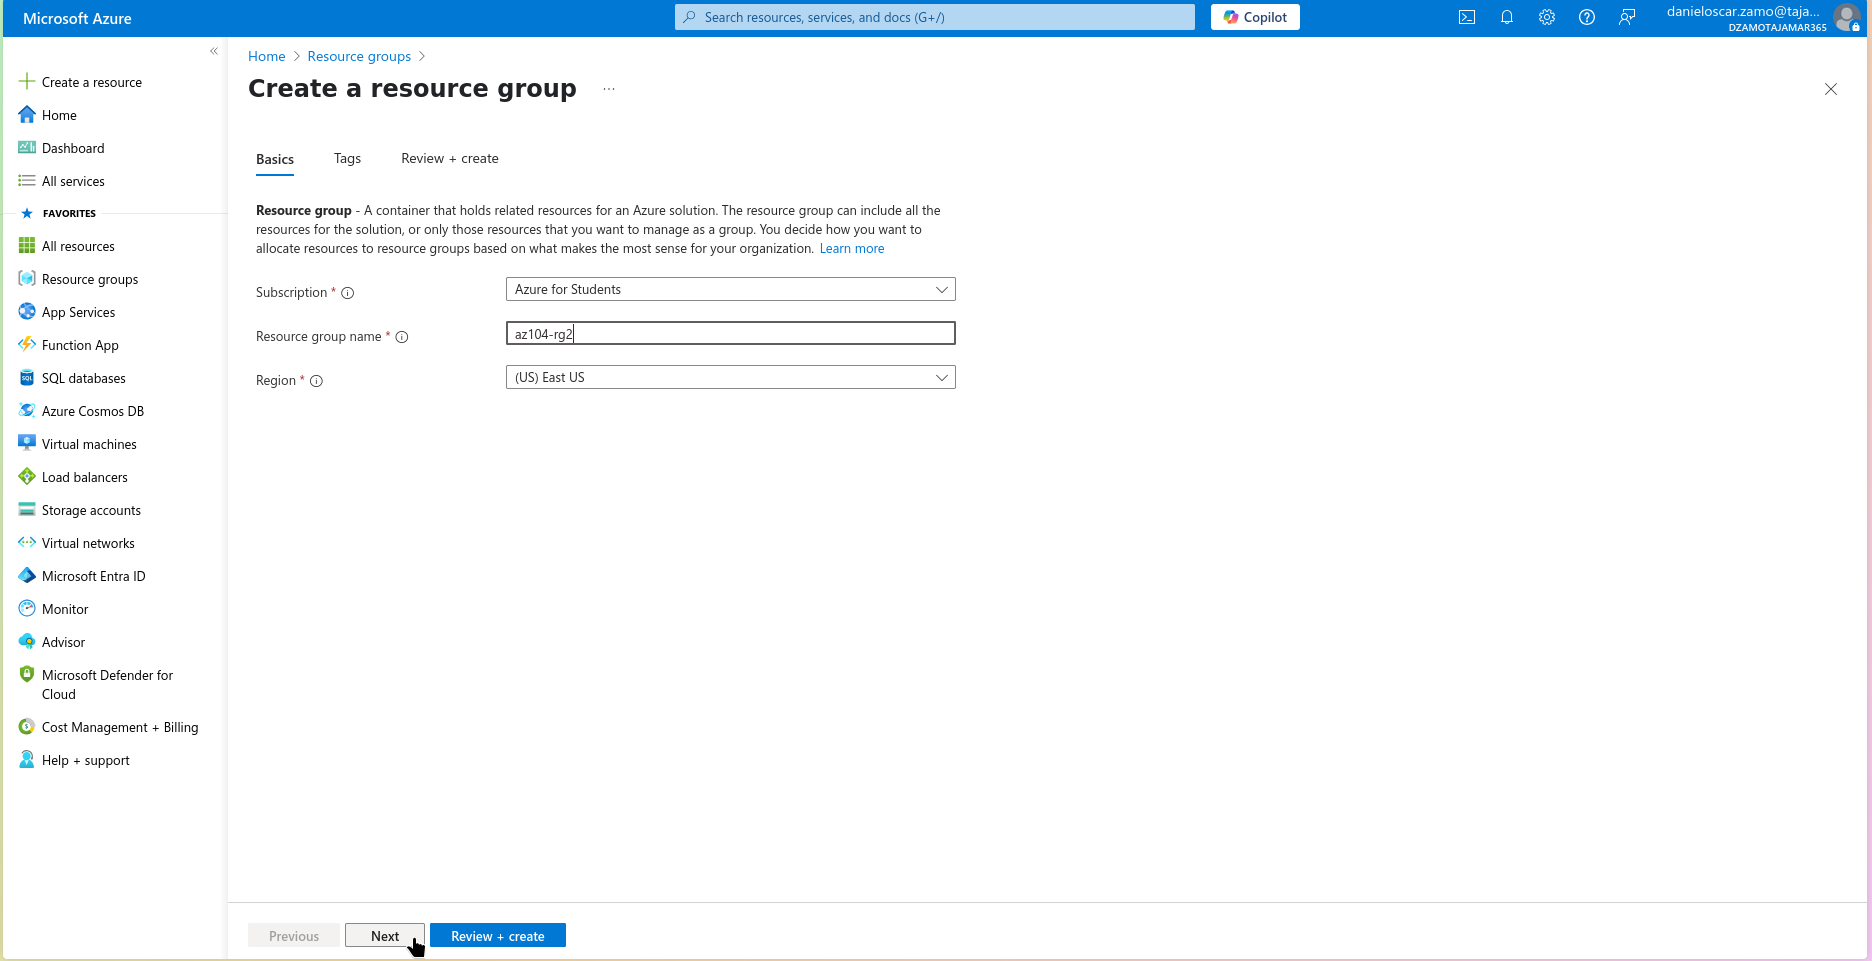 Microsoft Azure
Search resources, services, and docs (G+/)
Copilot
danieloscar.zamo@taja...
DZAMOTAJAMAR365
Create a resource
Home
Dashboard
All services
FAVORITES
All resources
Resource groups
App Services
Function App
SQL databases
Azure Cosmos DB
Virtual machines
Load balancers
Storage accounts
Virtual networks
Microsoft Entra ID
Monitor
Advisor
Microsoft Defender for
Cloud
Cost Management + Billing
Help + support
Home > Resource groups >
Create a resource group ...
Basics Tags Review + create
Resource group - A container that holds related resources for an Azure solution. The resource group can include all the
resources for the solution, or only those resources that you want to manage as a group. You decide how you want to
allocate resources to resource groups based on what makes the most sense for your organization. Learn more
Subscription * Azure for Students
Resource group name * az104-rg2
Region * (US) East US
Previous Next Review + create